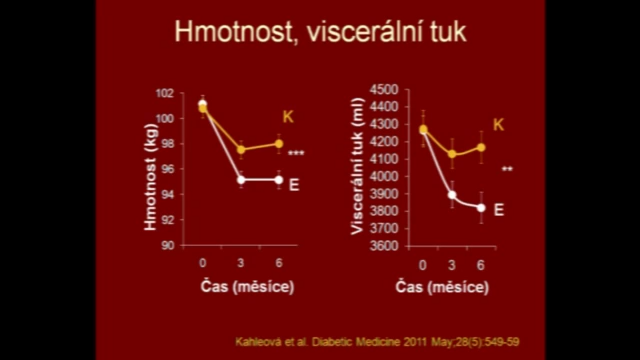 Hmotnost, viscerální tuk
Hmotnost (kg)
102
100
98
96
94
92
90
K
***
E
0 3 6
Čas (měsíce)
Viscerální tuk (ml)
4500
4400
4200
4300
4000
3800
3700
3600
K
**
E
0 3 6
Čas (měsíce)
Kahleová et al. Diabetic Medicine 2011 May;28(5):549-59